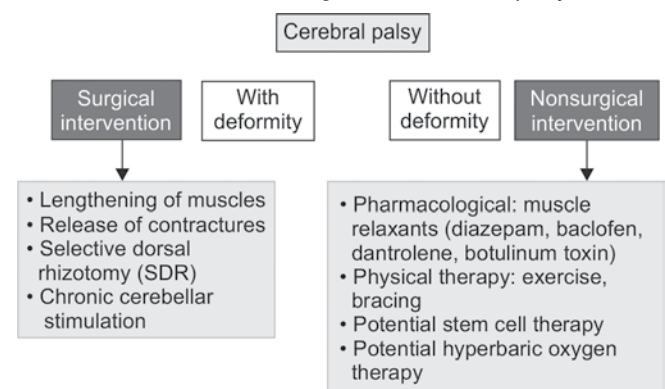 Cerebral palsy
Surgical
intervention
With
deformity
Without
deformity
Nonsurgical
intervention
• Lengthening of muscles
• Release of contractures
• Selective dorsal
rhizotomy (SDR)
• Chronic cerebellar
stimulation
• Pharmacological: muscle
relaxants (diazepam, baclofen,
dantrolene, botulinum toxin)
• Physical therapy: exercise,
bracing
• Potential stem cell therapy
• Potential hyperbaric oxygen
therapy